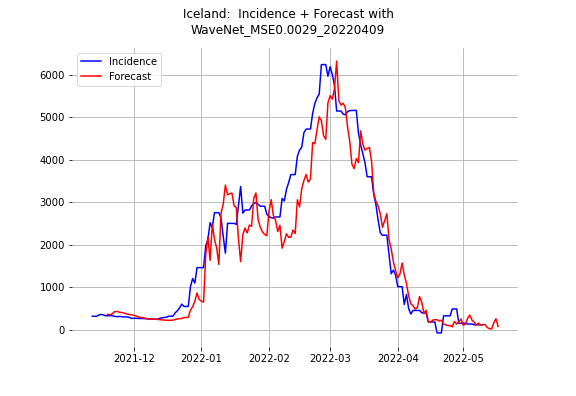 Iceland:  Incidence + Forecast with
WaveNet_MSE0.0029_20220409
Incidence
Forecast
6000
5000
4000
3000
2000
1000
0
2021-12 2022-01 2022-02 2022-03 2022-04 2022-05